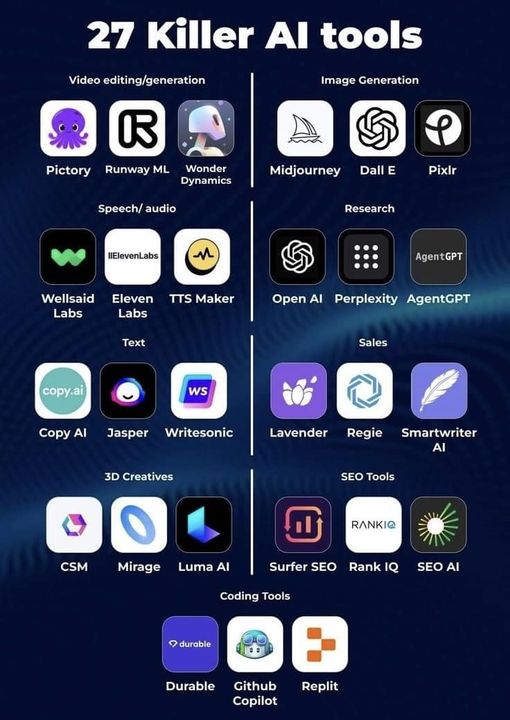 27 Killer AI tools
Video editing/generation
Pictory
Runway ML
Wonder
Dynamics
Image Generation
Midjourney
Dall E
Pixlr
Speech/ audio
IIElevenLabs
Wellsaid
Labs
Eleven
Labs
TTS Maker
Research
AgentGPT
Open AI
Perplexity
AgentGPT
Text
copy.ai
WS
Copy AI
Jasper
Writesonic
Sales
Lavender
Regie
Smartwriter
AI
3D Creatives
CSM
Mirage
Luma AI
SEO Tools
RANKIQ
Surfer SEO
Rank IQ
SEO AI
Coding Tools
durable
Durable
Github
Copilot
Replit